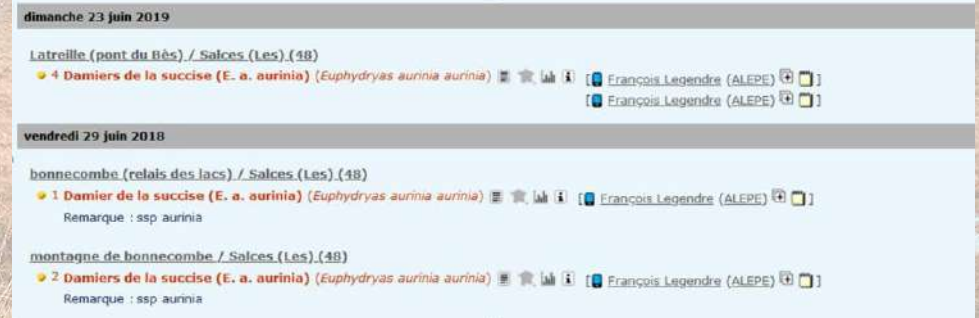 dimanche 23 juin 2019
Latreille (pont du Bès) / Salces (Les) (48)
4 Damiers de la succise (E. a. aurinia) (Euphydryas aurinia aurinia) [ François Legendre (ALEPE) ]
[ François Legendre (ALEPE) ]
vendredi 29 juin 2018
bonnecombe (relais des lacs) / Salces (Les) (48)
1 Damier de la succise (E. a. aurinia) (Euphydryas aurinia aurinia) [ François Legendre (ALEPE) ]
Remarque : ssp aurinia
montagne de bonnecombe / Salces (Les) (48)
2 Damiers de la succise (E. a. aurinia) (Euphydryas aurinia aurinia) [ François Legendre (ALEPE) ]
Remarque : ssp aurinia